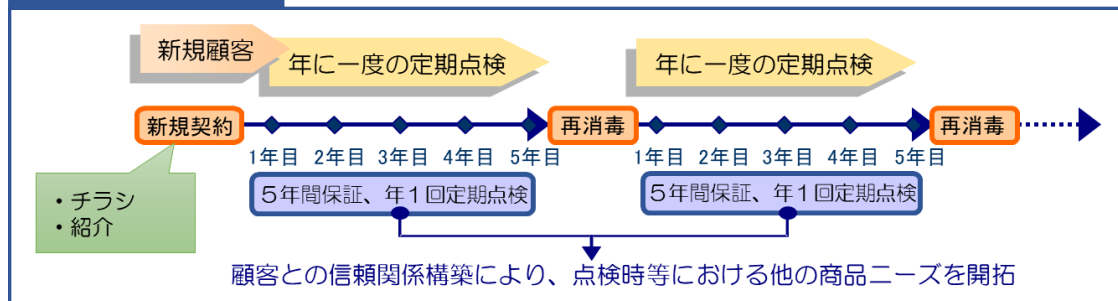 新規顧客
年に一度の定期点検
年に一度の定期点検
新規契約
再消毒
再消毒
1年目 2年目 3年目 4年目 5年目
1年目 2年目 3年目 4年目 5年目
・チラシ
・紹介
５年間保証、年１回定期点検
５年間保証、年１回定期点検
顧客との信頼関係構築により、点検時等における他の商品ニーズを開拓